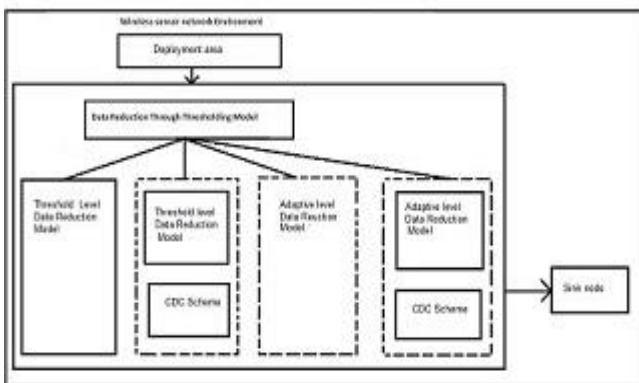 Wireless sensor network Environment
Deployment area
Data Reduction Through Thresholding Model
Threshold Level
Data Reduction
Model
Threshold level
Data Reduction
Model
CDC Scheme
Adaptive level
Data Reuction
Model
Adaptive level
Data Reduction
Model
CDC Scheme
Sink node